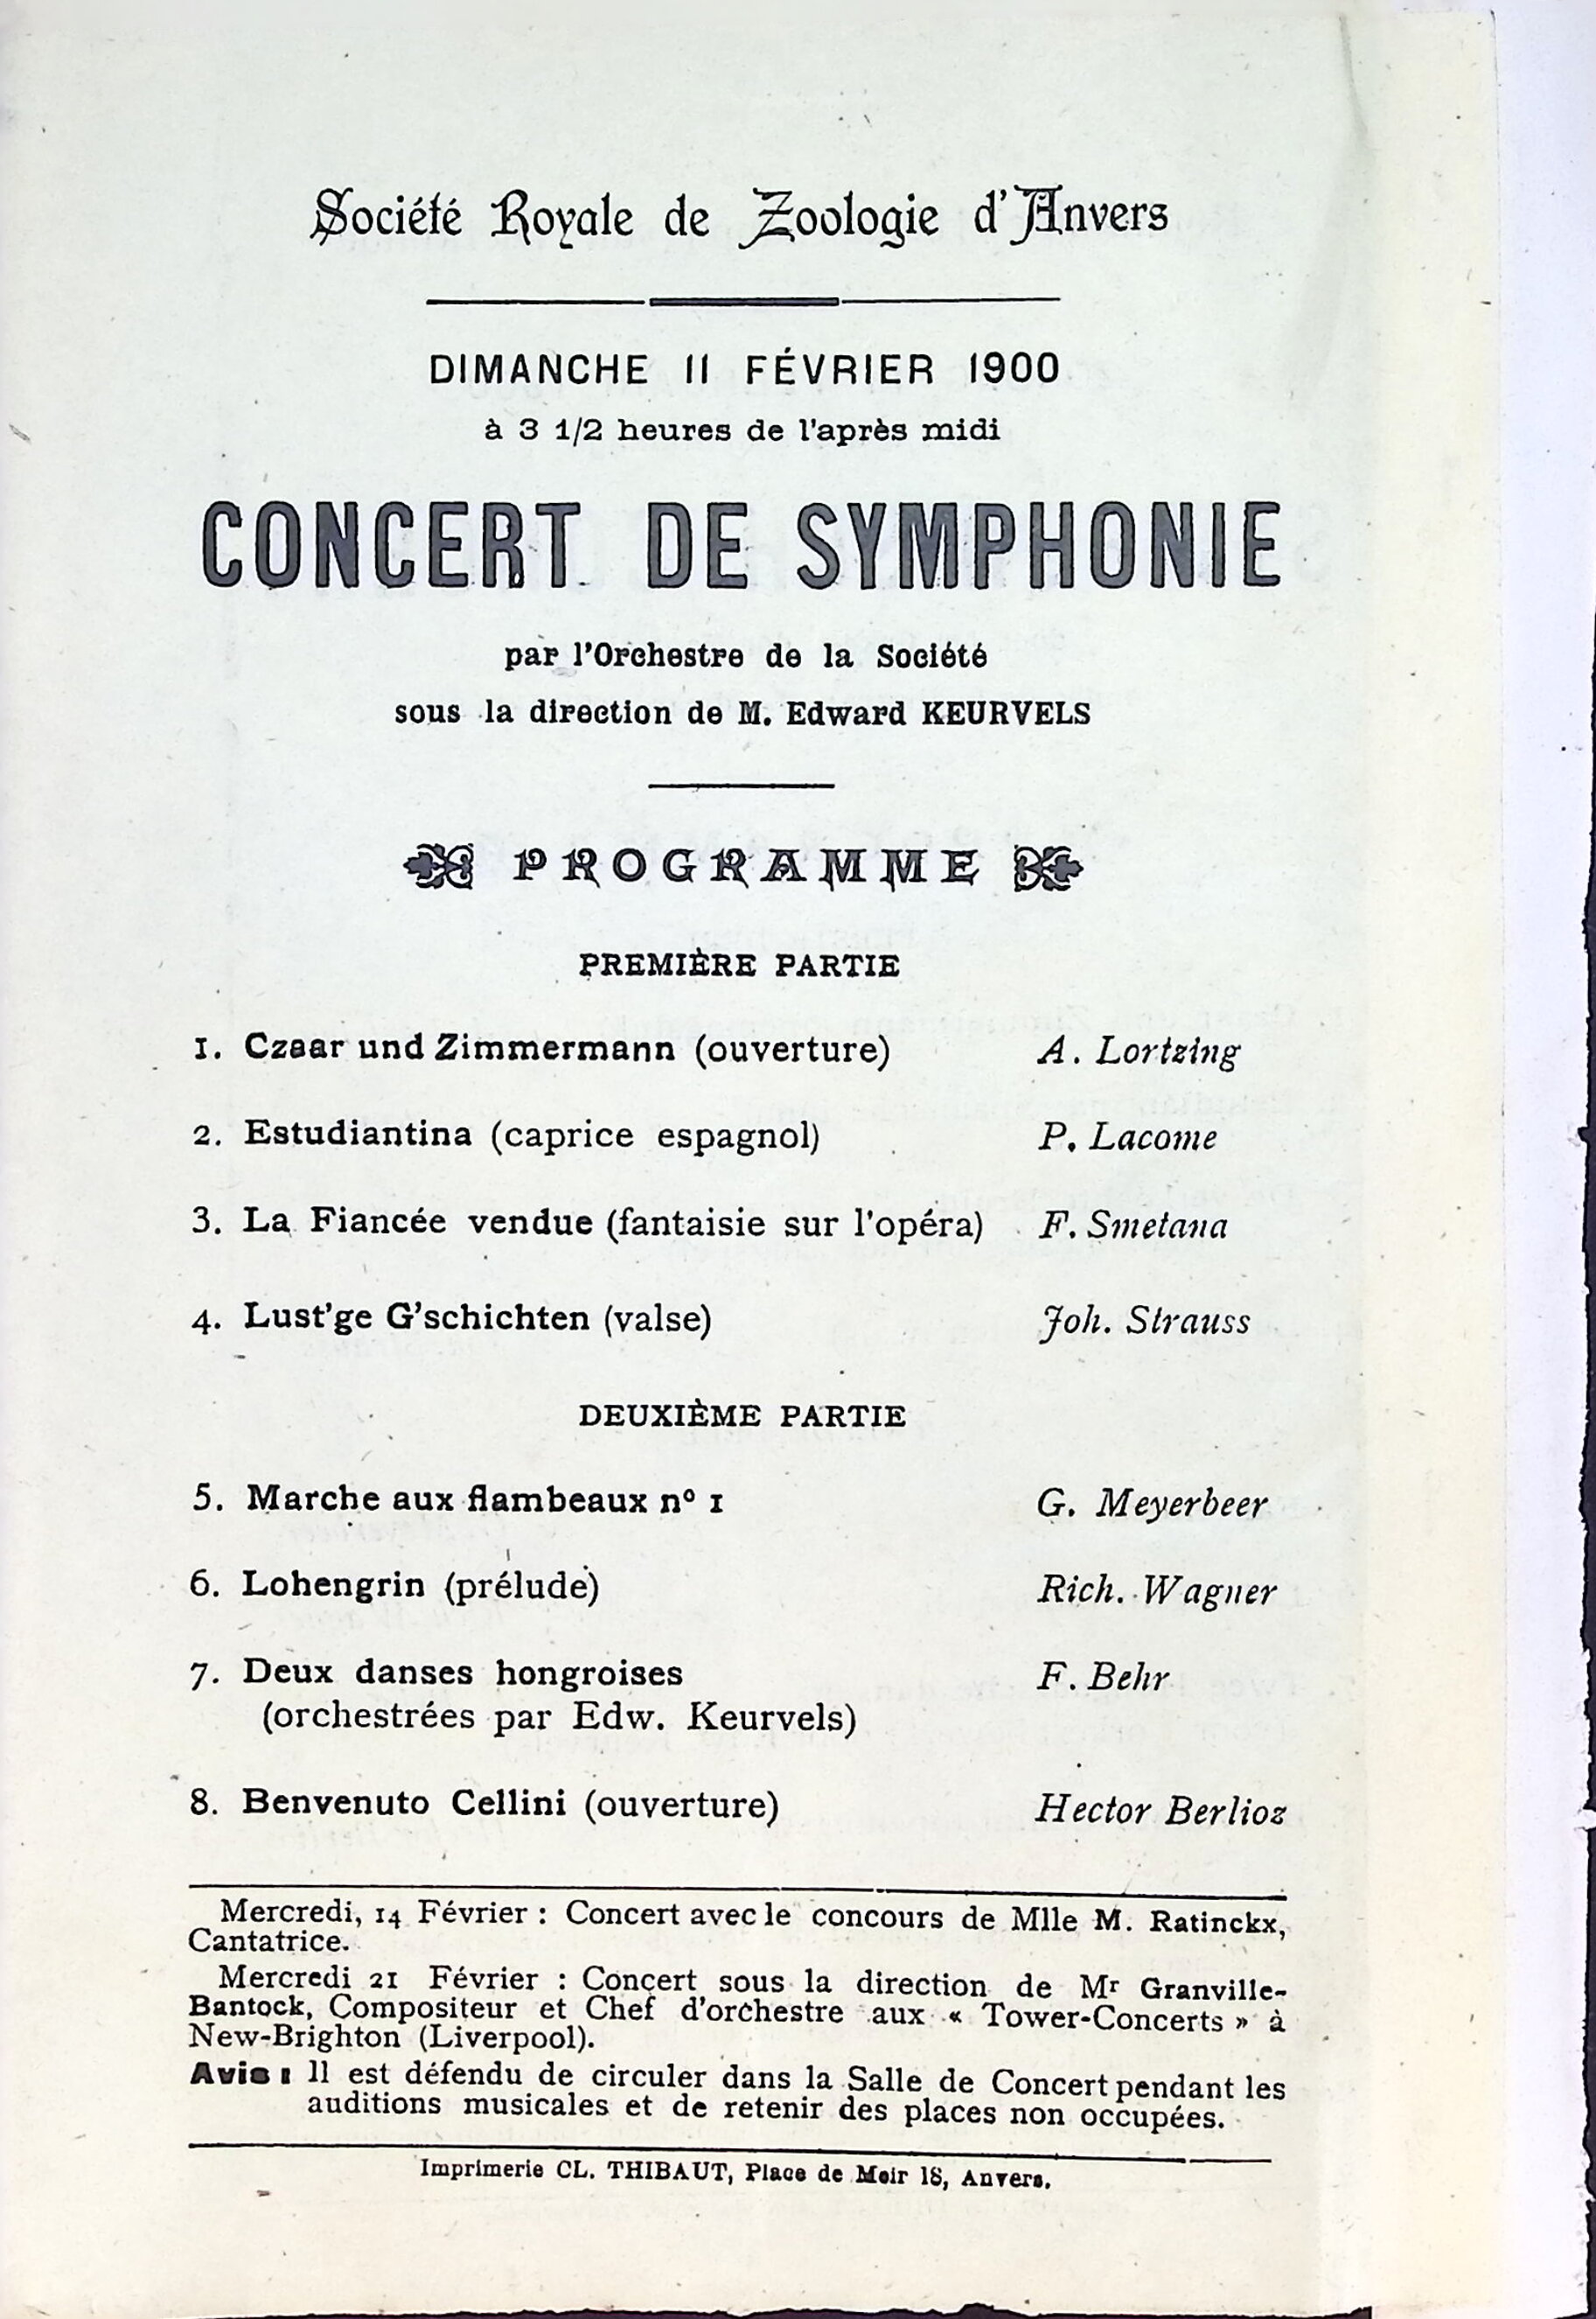 Société Royale de Zoologie d'Anvers
DIMANCHE 11 FÉVRIER 1900
à 3 1/2 heures de l'après midi
CONCERT DE SYMPHONIE
par l'Orchestre de la Société
sous la direction de M. Edward KEURVELS
PROGRAMME
PREMIÈRE PARTIE
1. Czaar und Zimmermann (ouverture) A. Lortzing
2. Estudiantina (caprice espagnol) P. Lacome
3. La Fiancée vendue (fantaisie sur l'opéra) F. Smetana
4. Lust'ge G'schichten (valse) Joh. Strauss
DEUXIÈME PARTIE
5. Marche aux flambeaux nº 1 G. Meyerbeer
6. Lohengrin (prélude) Rich. Wagner
7. Deux danses hongroises F. Behr
(orchestrées par Edw. Keurvels)
8. Benvenuto Cellini (ouverture) Hector Berlioz
Mercredi, 14 Février : Concert avec le concours de Mlle M. Ratinckx,
Cantatrice.
Mercredi 21 Février : Concert sous la direction de Mr Granville-
Bantock, Compositeur et Chef d'orchestre aux « Tower-Concerts » à
New-Brighton (Liverpool).
Avis : Il est défendu de circuler dans la Salle de Concert pendant les
auditions musicales et de retenir des places non occupées.
Imprimerie CL. THIBAUT, Place de Meir 18, Anvers.